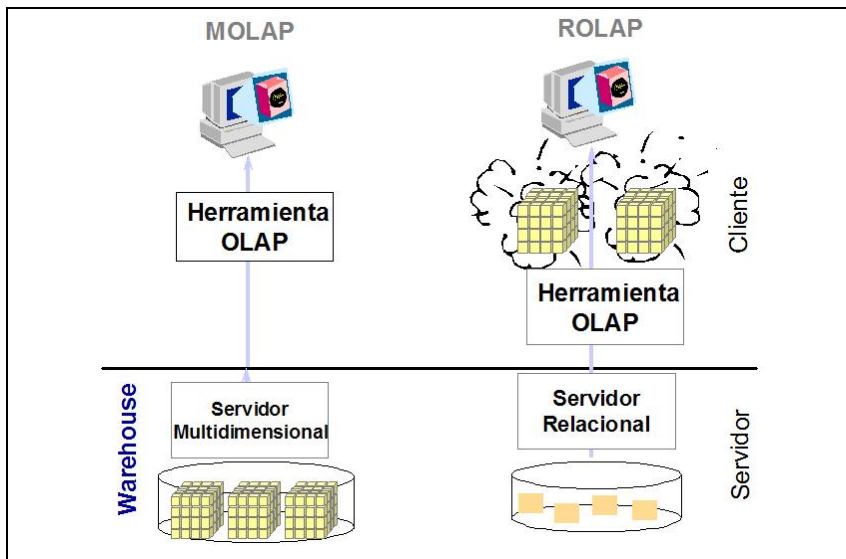 MOLAP
ROLAP
Herramienta
OLAP
Herramienta
OLAP
Cliente
Warehouse
Servidor
Multidimensional
Servidor
Relacional
Servidor